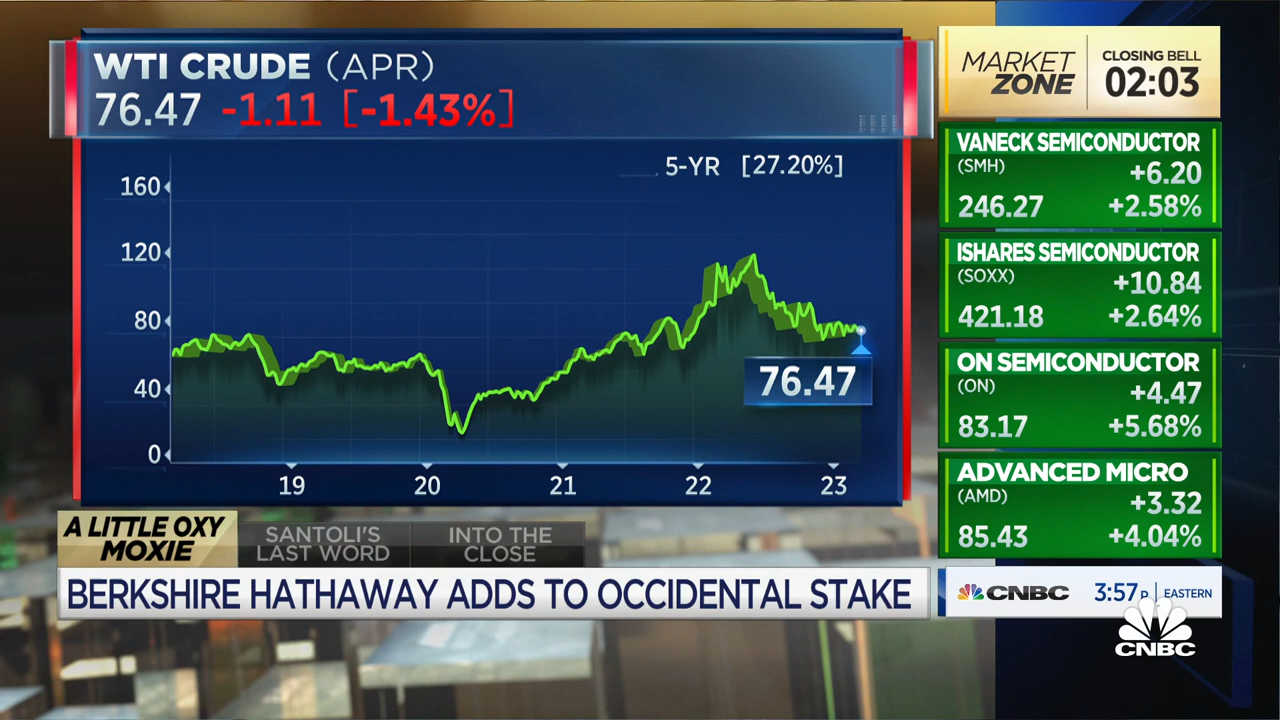 WTI CRUDE (APR)
76.47 -1.11 [-1.43%]
5-YR [27.20%]
160
120
80
40
0
76.47
19 20 21 22 23
A LITTLE OXY
MOXIE
SANTOLI'S
LAST WORD
INTO THE
CLOSE
BERKSHIRE HATHAWAY ADDS TO OCCIDENTAL STAKE
MARKET
ZONE
CLOSING BELL
02:03
VANECK SEMICONDUCTOR
(SMH) +6.20
246.27 +2.58%
ISHARES SEMICONDUCTOR
(SOXX) +10.84
421.18 +2.64%
ON SEMICONDUCTOR
(ON) +4.47
83.17 +5.68%
ADVANCED MICRO
(AMD) +3.32
85.43 +4.04%
CNBC 3:57P EASTERN
CNBC